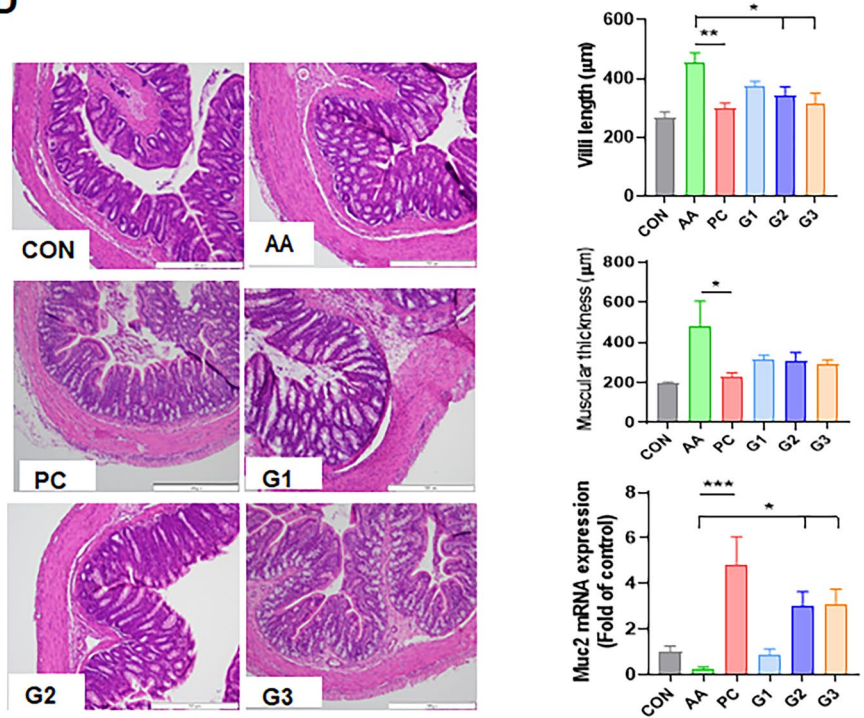 CON
AA
PC
G1
G2
G3
Villi length (μm)
600
400
200
0
*
**
CON
AA
PC
G1
G2
G3
Muscular thickness (μm)
800
600
400
200
0
*
CON
AA
PC
G1
G2
G3
Muc2 mRNA expression
(Fold of control)
8
6
4
2
0
***
*
CON
AA
PC
G1
G2
G3